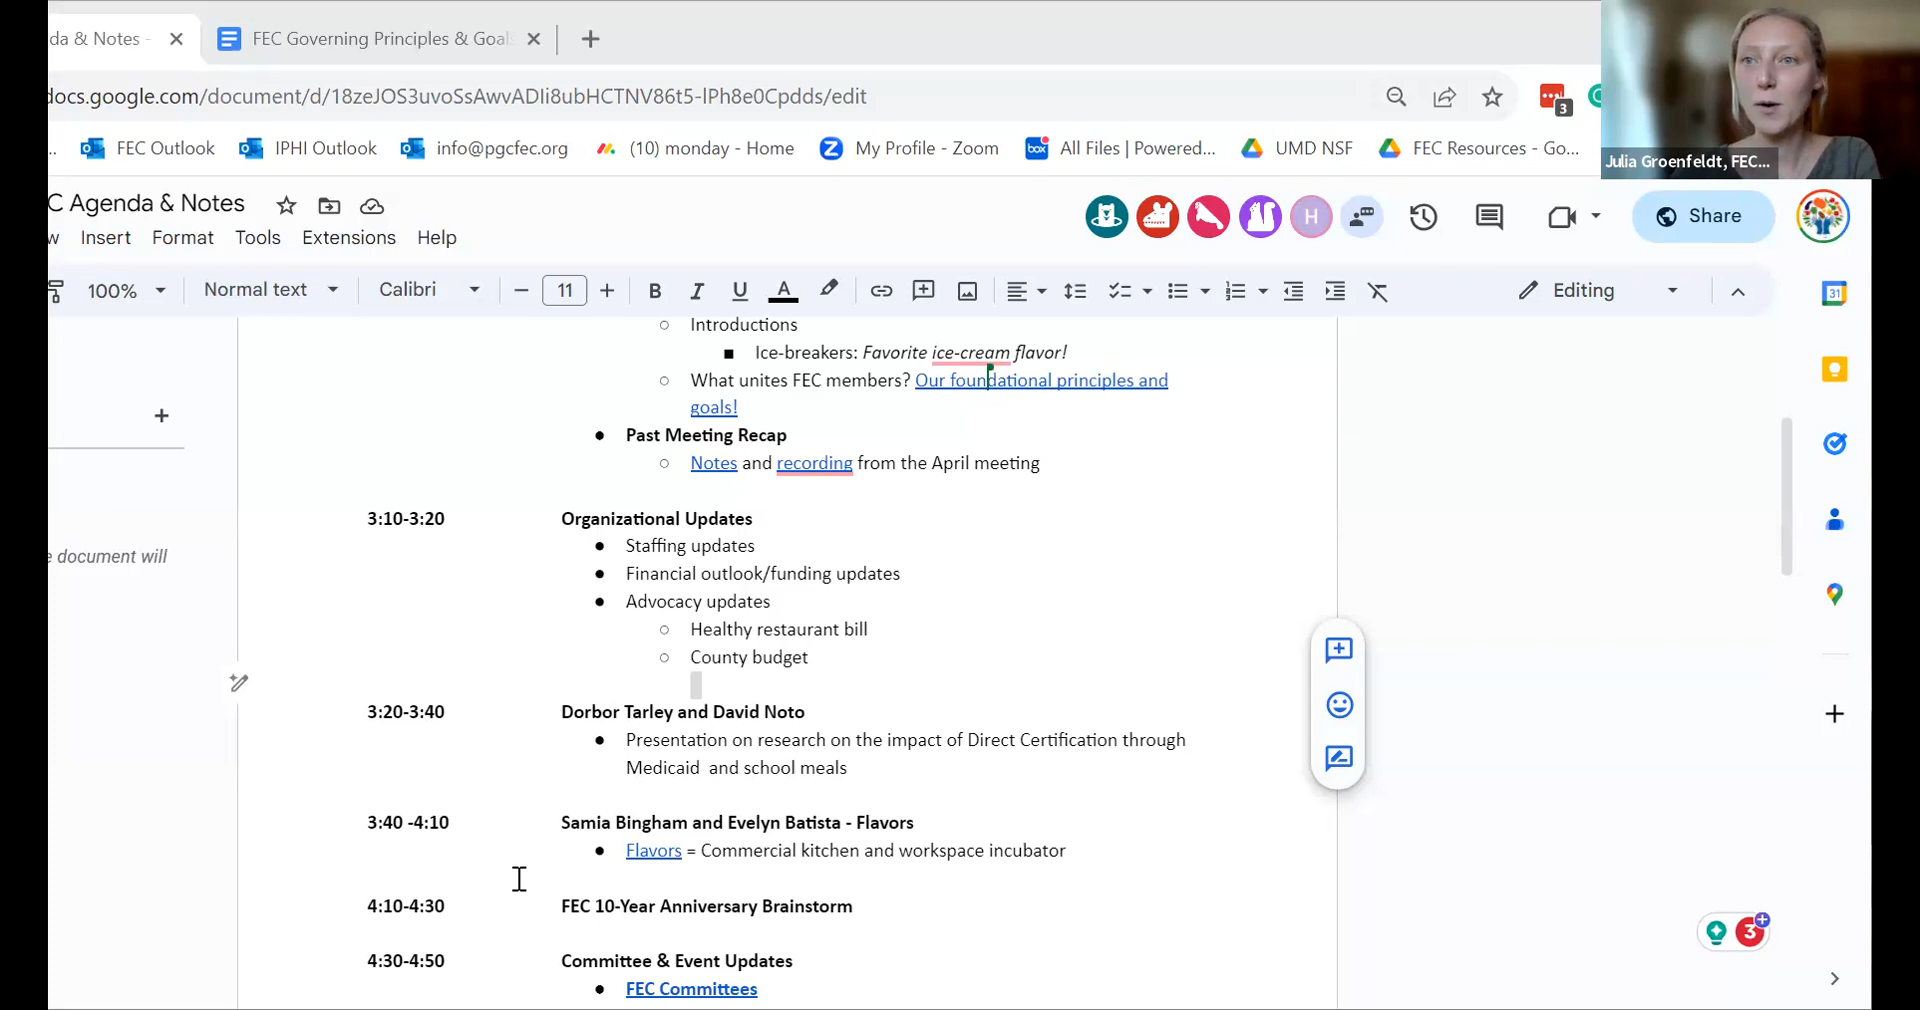 da & Notes -
FEC Governing Principles & Goal
docs.google.com/document/d/18zeJOS3uvoSsAwvADIi8ubHCTNV86t5-lPh8e0Cpdds/edit
3
FEC Outlook
IPHI Outlook
info@pgcfec.org
(10) monday - Home
My Profile - Zoom
box
All Files | Powered...
UMD NSF
FEC Resources - Go...
Julia Groenfeldt, FEC...
C Agenda & Notes
H
Share
w
Insert
Format
Tools
Extensions
Help
100%
Normal text
Calibri
11
B
I
U
A
Editing
31
Introductions
Ice-breakers: Favorite ice-cream flavor!
What unites FEC members? Our foundational principles and
goals!
Past Meeting Recap
Notes and recording from the April meeting
3:10-3:20 Organizational Updates
e document will
Staffing updates
Financial outlook/funding updates
Advocacy updates
Healthy restaurant bill
County budget
3:20-3:40 Dorbor Tarley and David Noto
Presentation on research on the impact of Direct Certification through
Medicaid  and school meals
3:40 -4:10 Samia Bingham and Evelyn Batista - Flavors
Flavors = Commercial kitchen and workspace incubator
4:10-4:30 FEC 10-Year Anniversary Brainstorm
3
4:30-4:50 Committee & Event Updates
FEC Committees